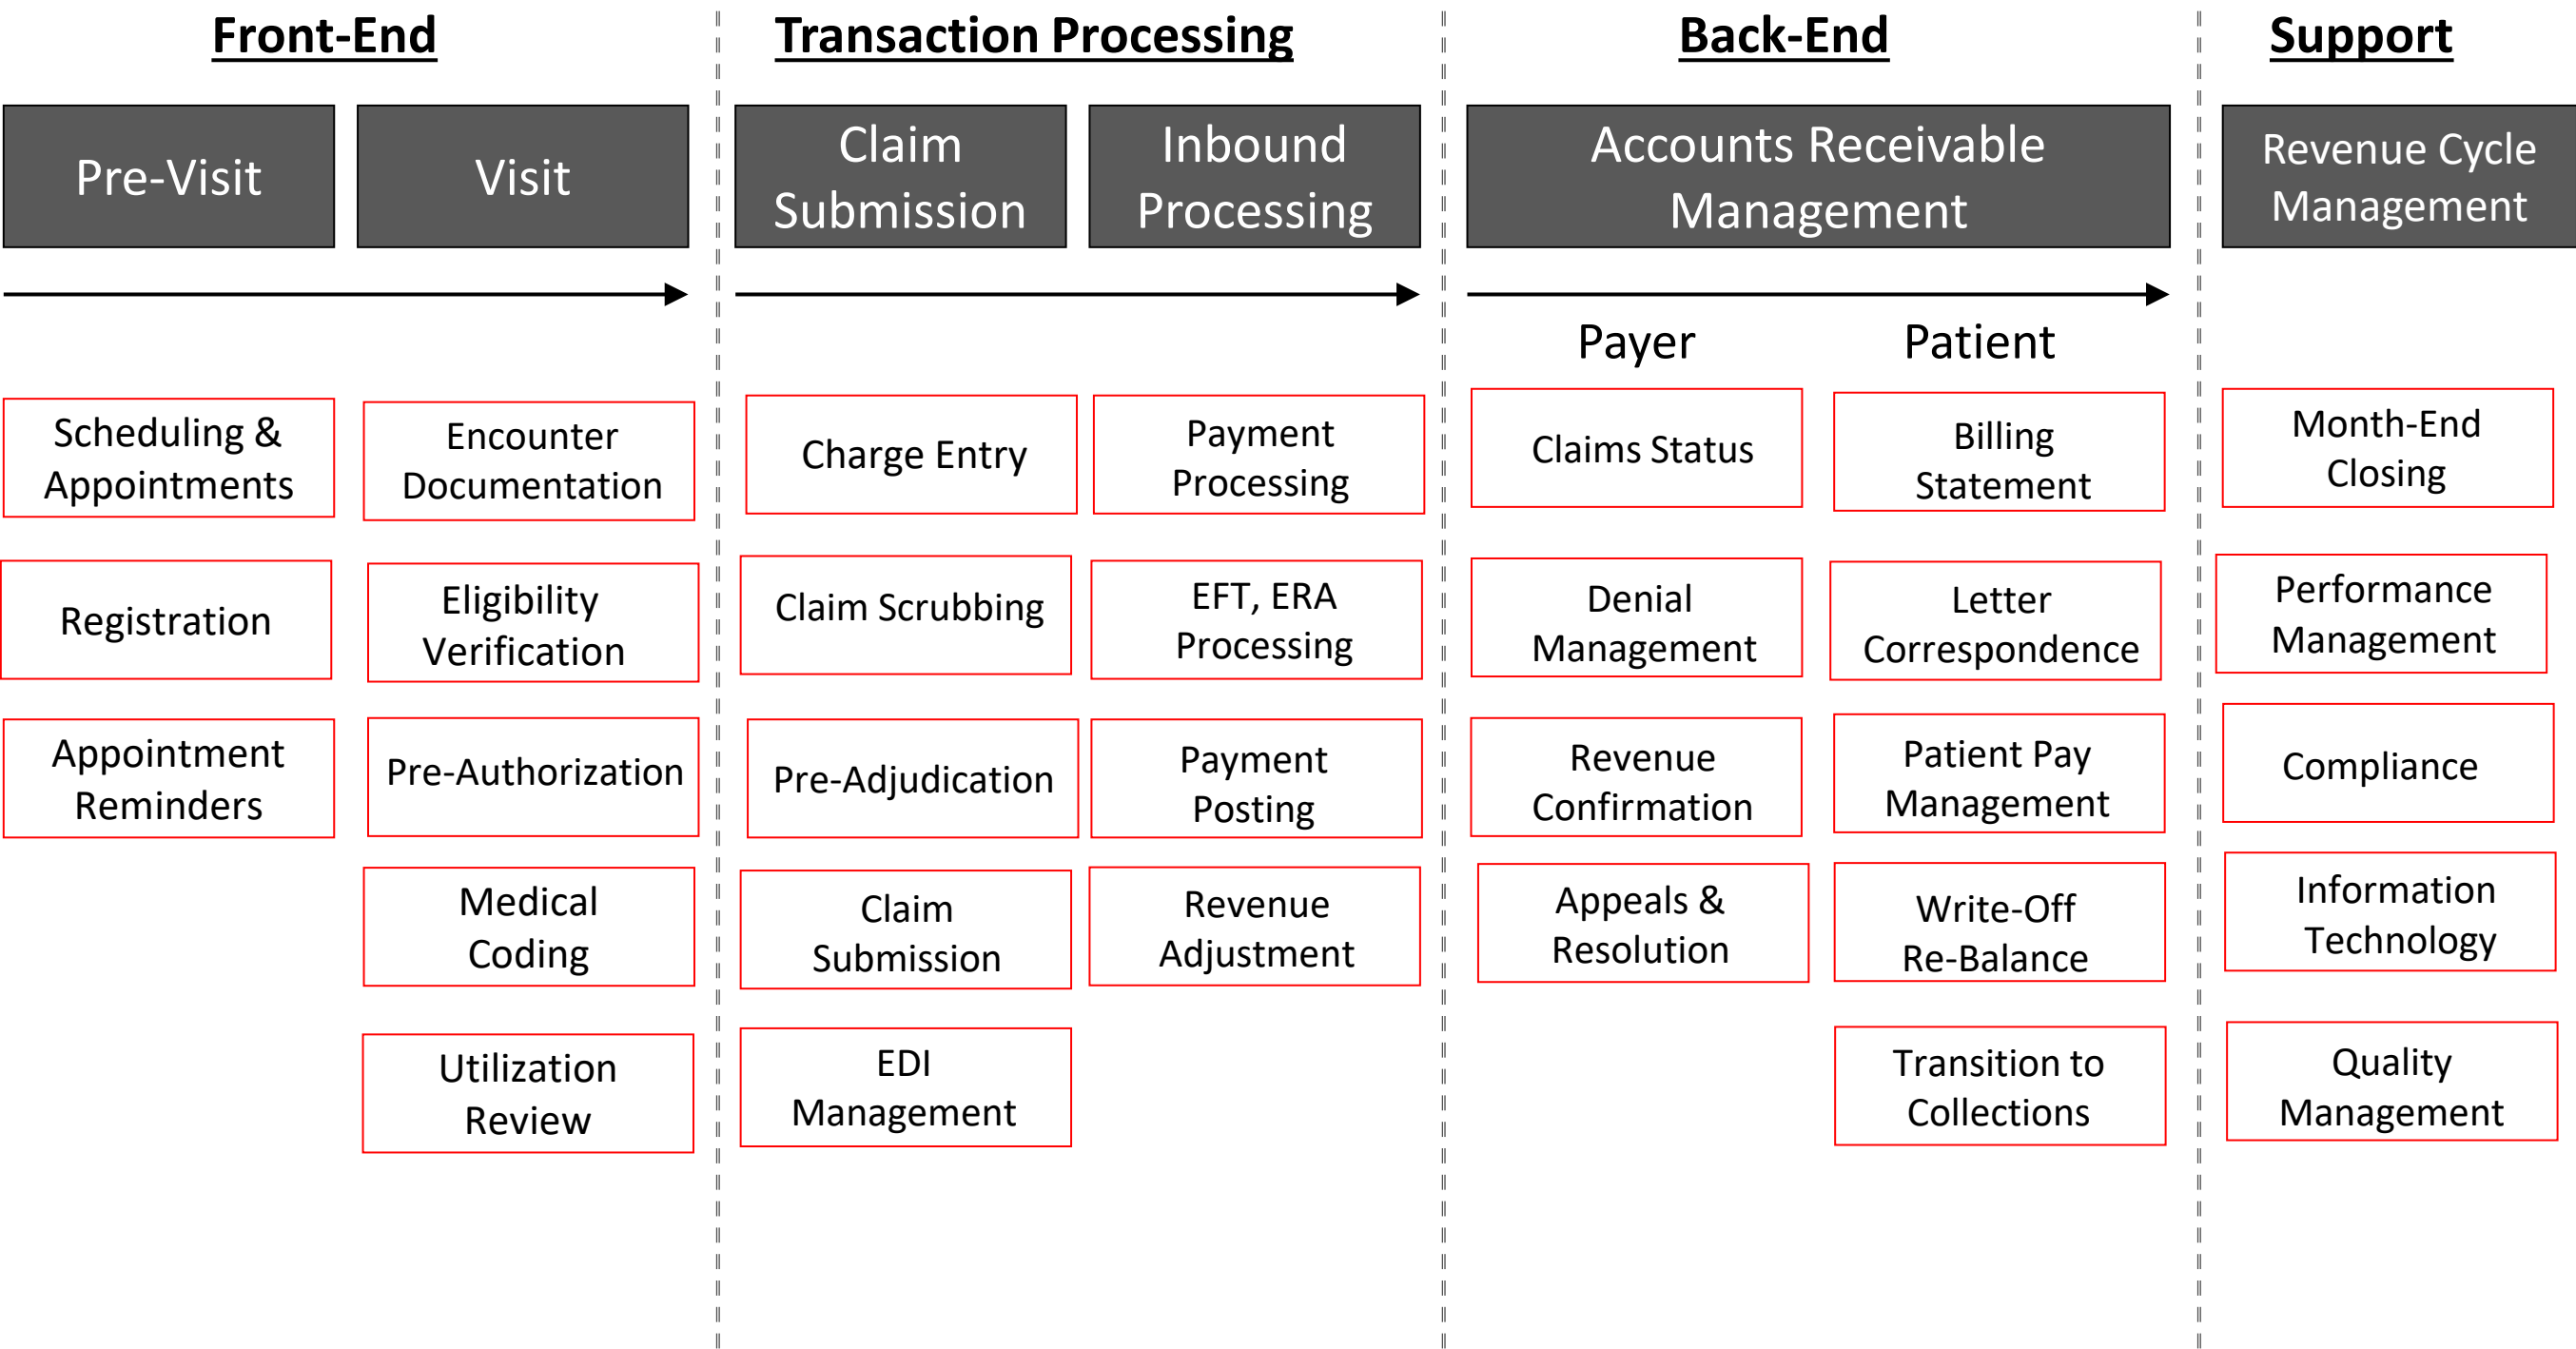 Front-End
Transaction Processing
Back-End
Support
Pre-Visit
Visit
Claim
Submission
Inbound
Processing
Accounts Receivable
Management
Revenue Cycle
Management
Payer
Patient
Scheduling &
Appointments
Registration
Appointment
Reminders
Encounter
Documentation
Eligibility
Verification
Pre-Authorization
Medical
Coding
Utilization
Review
Charge Entry
Claim Scrubbing
Pre-Adjudication
Claim
Submission
EDI
Management
Payment
Processing
EFT, ERA
Processing
Payment
Posting
Revenue
Adjustment
Claims Status
Denial
Management
Revenue
Confirmation
Appeals &
Resolution
Billing
Statement
Letter
Correspondence
Patient Pay
Management
Write-Off
Re-Balance
Transition to
Collections
Month-End
Closing
Performance
Management
Compliance
Information
Technology
Quality
Management